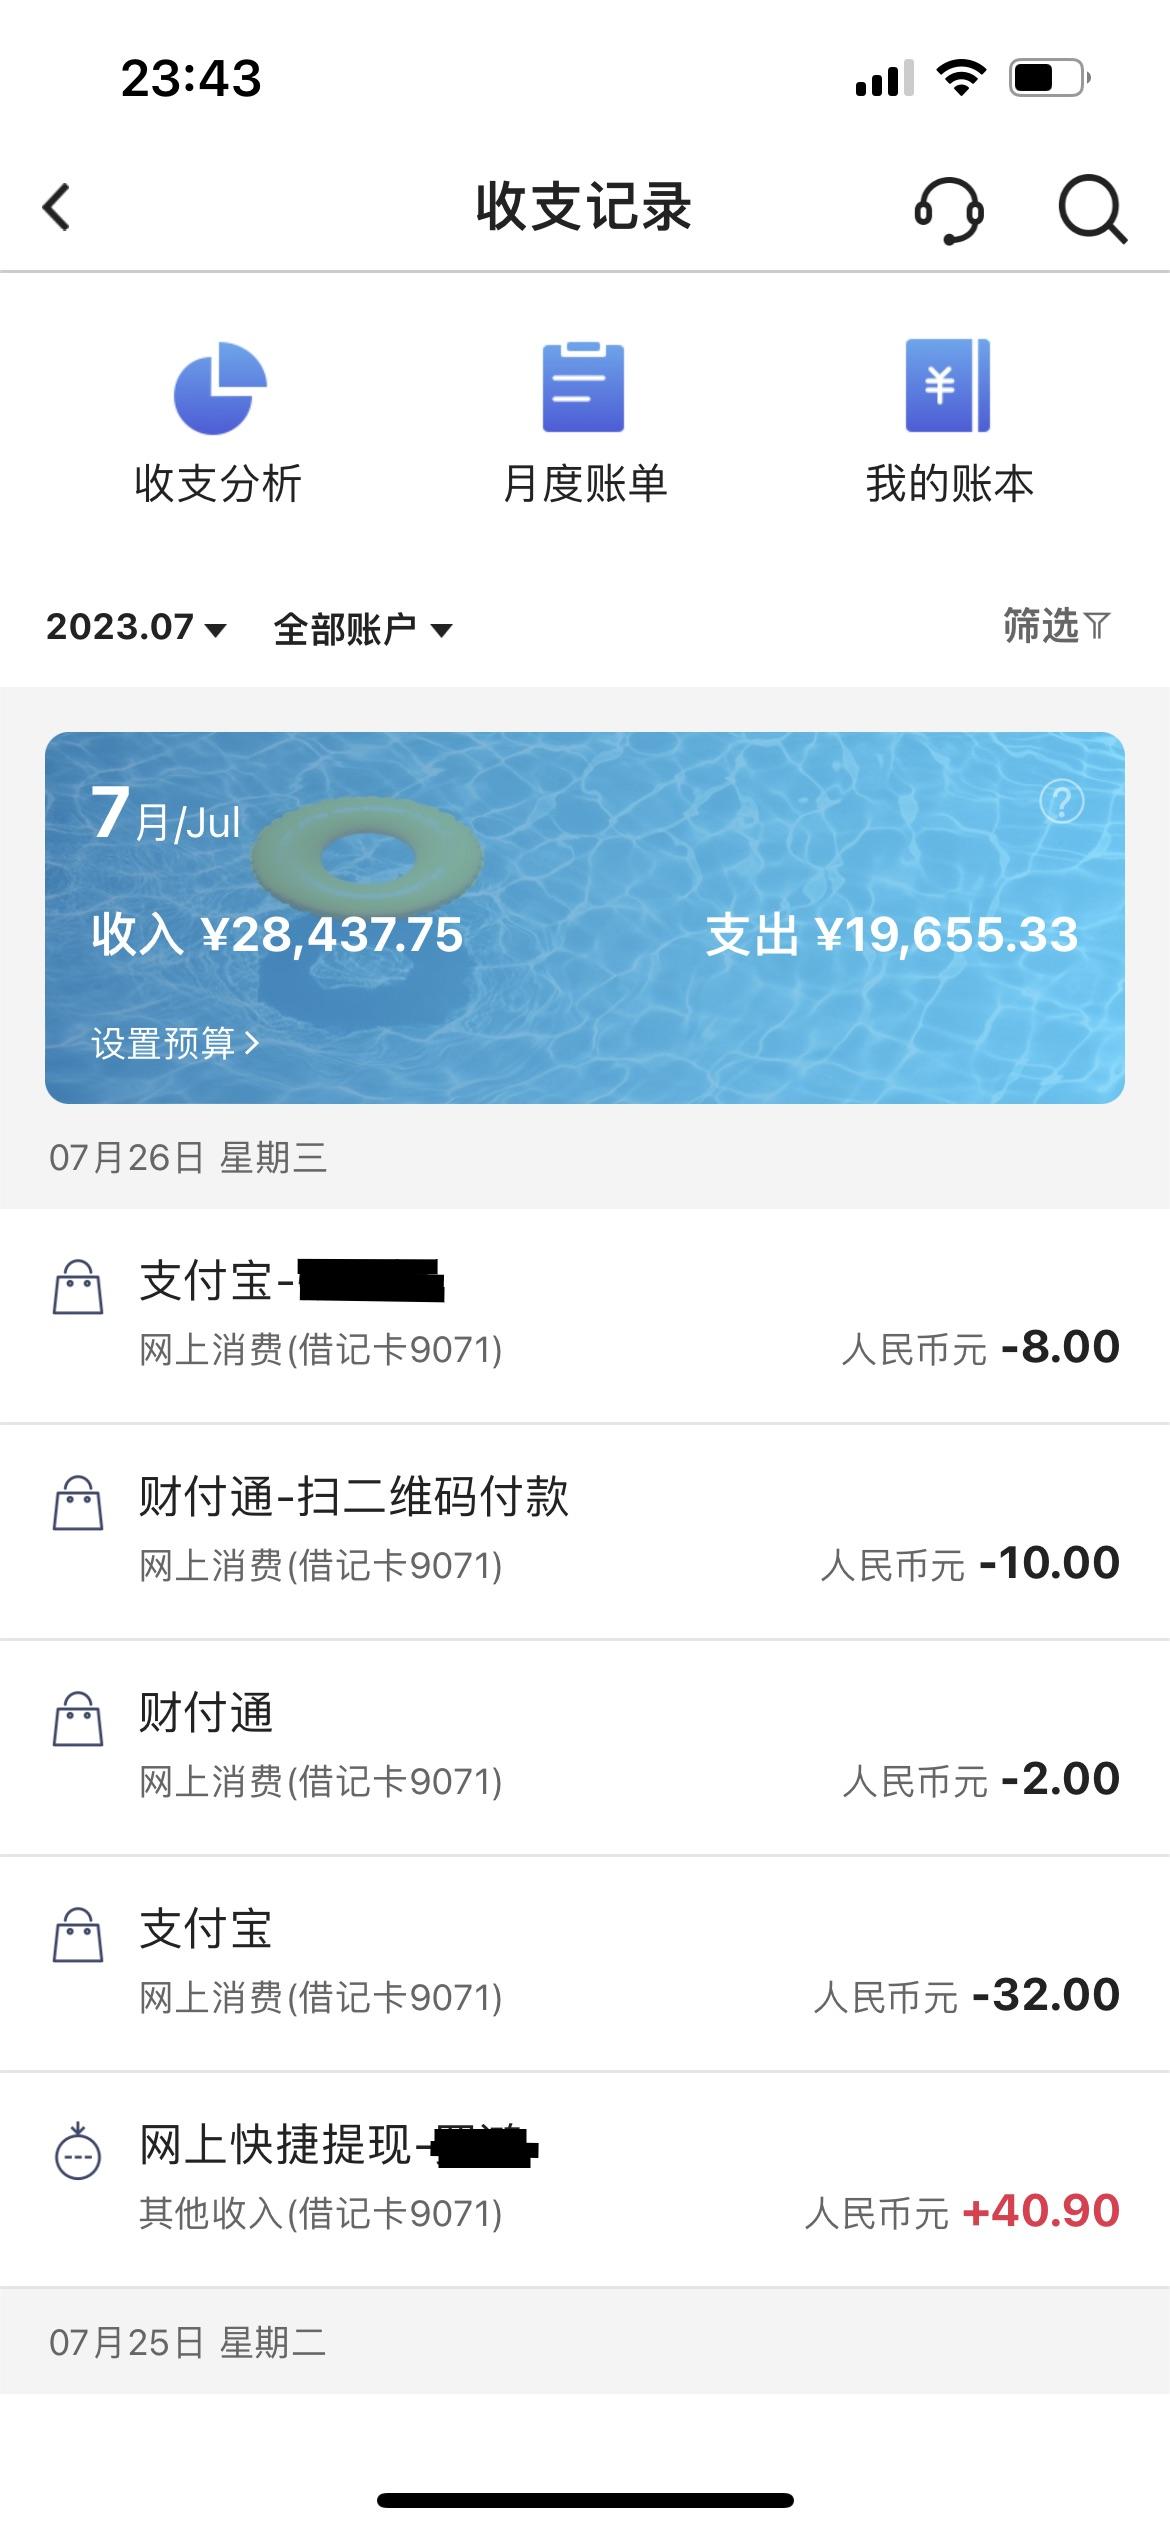 23:43
收支记录
收支分析 月度账单 我的账本
2023.07 全部账户 筛选
7月/Jul
收入 ¥28,437.75 支出 ¥19,655.33
设置预算
07月26日 星期三
支付宝-
网上消费(借记卡9071) 人民币元 -8.00
财付通-扫二维码付款
网上消费(借记卡9071) 人民币元 -10.00
财付通
网上消费(借记卡9071) 人民币元 -2.00
支付宝
网上消费(借记卡9071) 人民币元 -32.00
网上快捷提现-
其他收入(借记卡9071) 人民币元 +40.90
07月25日 星期二